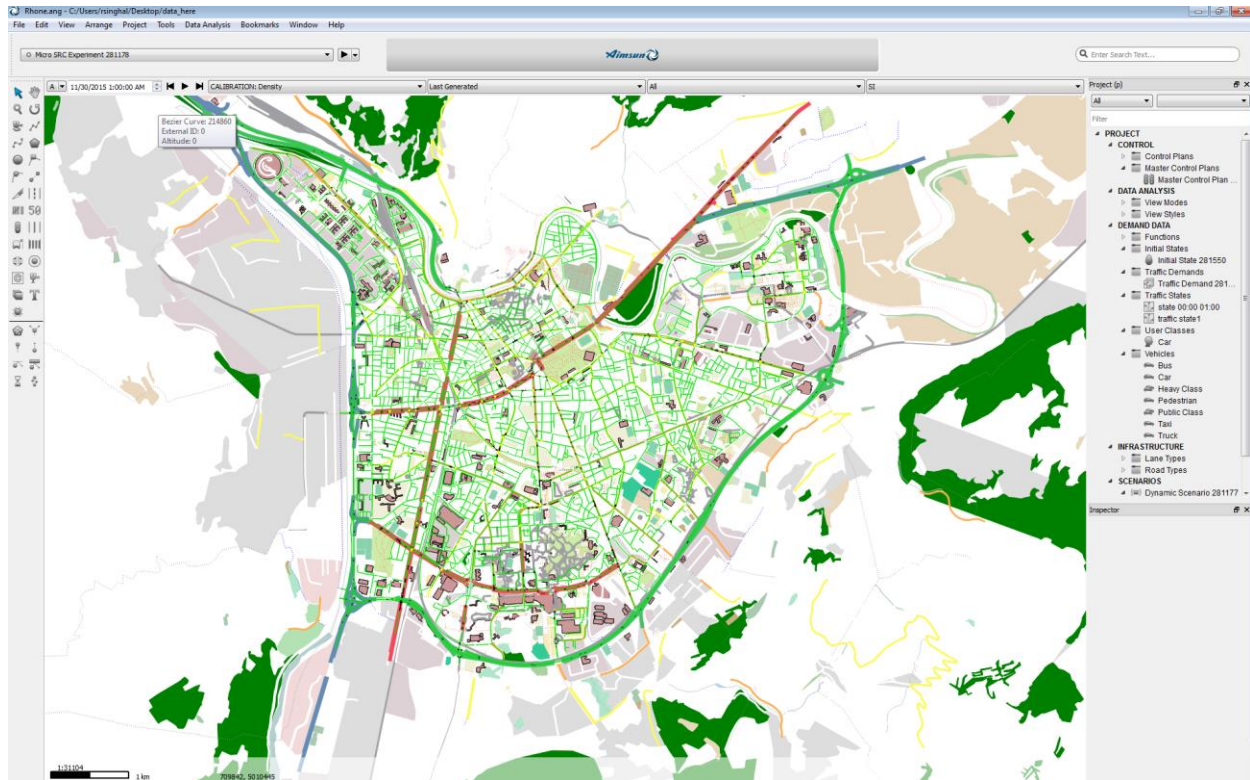 Rhone.ang - C:/Users/rsinghal/Desktop/data_here
File Edit View Arrange Project Tools Data Analysis Bookmarks Window Help
Micro SRC Experiment 281178
Aimsun
Enter Search Text...
A 11/30/2015 1:00:00 AM CALIBRATION: Density Last Generated All SI
Bezier Curve: 214860
External ID: 0
Altitude: 0
50
T
Project (p)
All
Filter
PROJECT
CONTROL
Control Plans
Master Control Plans
Master Control Plan ...
DATA ANALYSIS
View Modes
View Styles
DEMAND DATA
Functions
Initial States
Initial State 281550
Traffic Demands
Traffic Demand 281...
Traffic States
state 00:00 01:00
traffic state1
User Classes
Car
Vehicles
Bus
Car
Heavy Class
Pedestrian
Public Class
Taxi
Truck
INFRASTRUCTURE
Lane Types
Road Types
SCENARIOS
Dynamic Scenario 281177
Inspector
1:31104
1 km
709842, 5010445